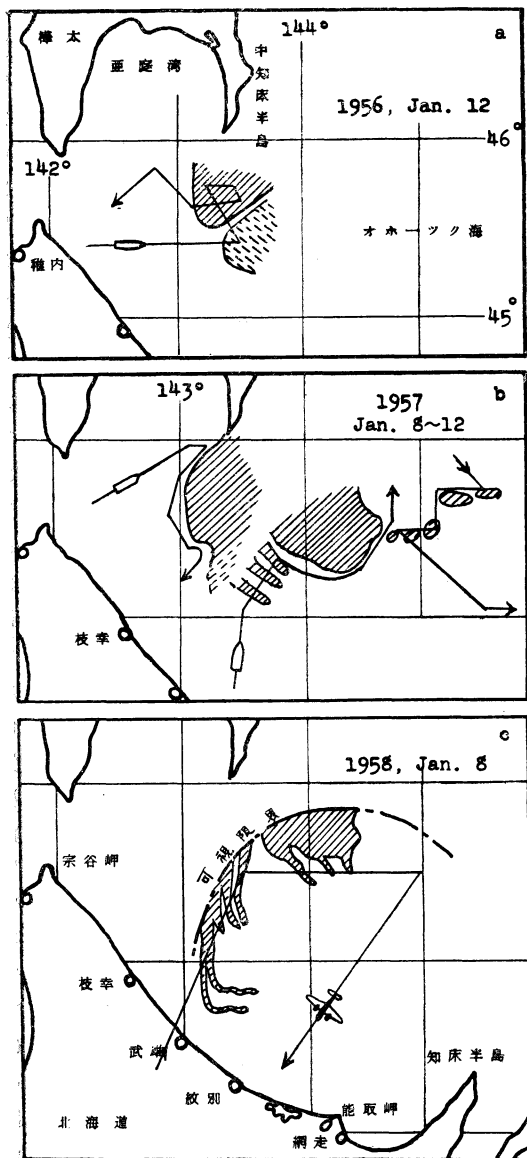 a
144°
樺太
亜庭湾
中知床半島
1956, Jan. 12
46°
142°
オホーツク海
稚内
45°
b
143°
1957
Jan. 8~12
枝幸
c
1958, Jan. 8
可視限界
宗谷岬
枝幸
武
紋別
知床半島
能取岬
北海道
網走